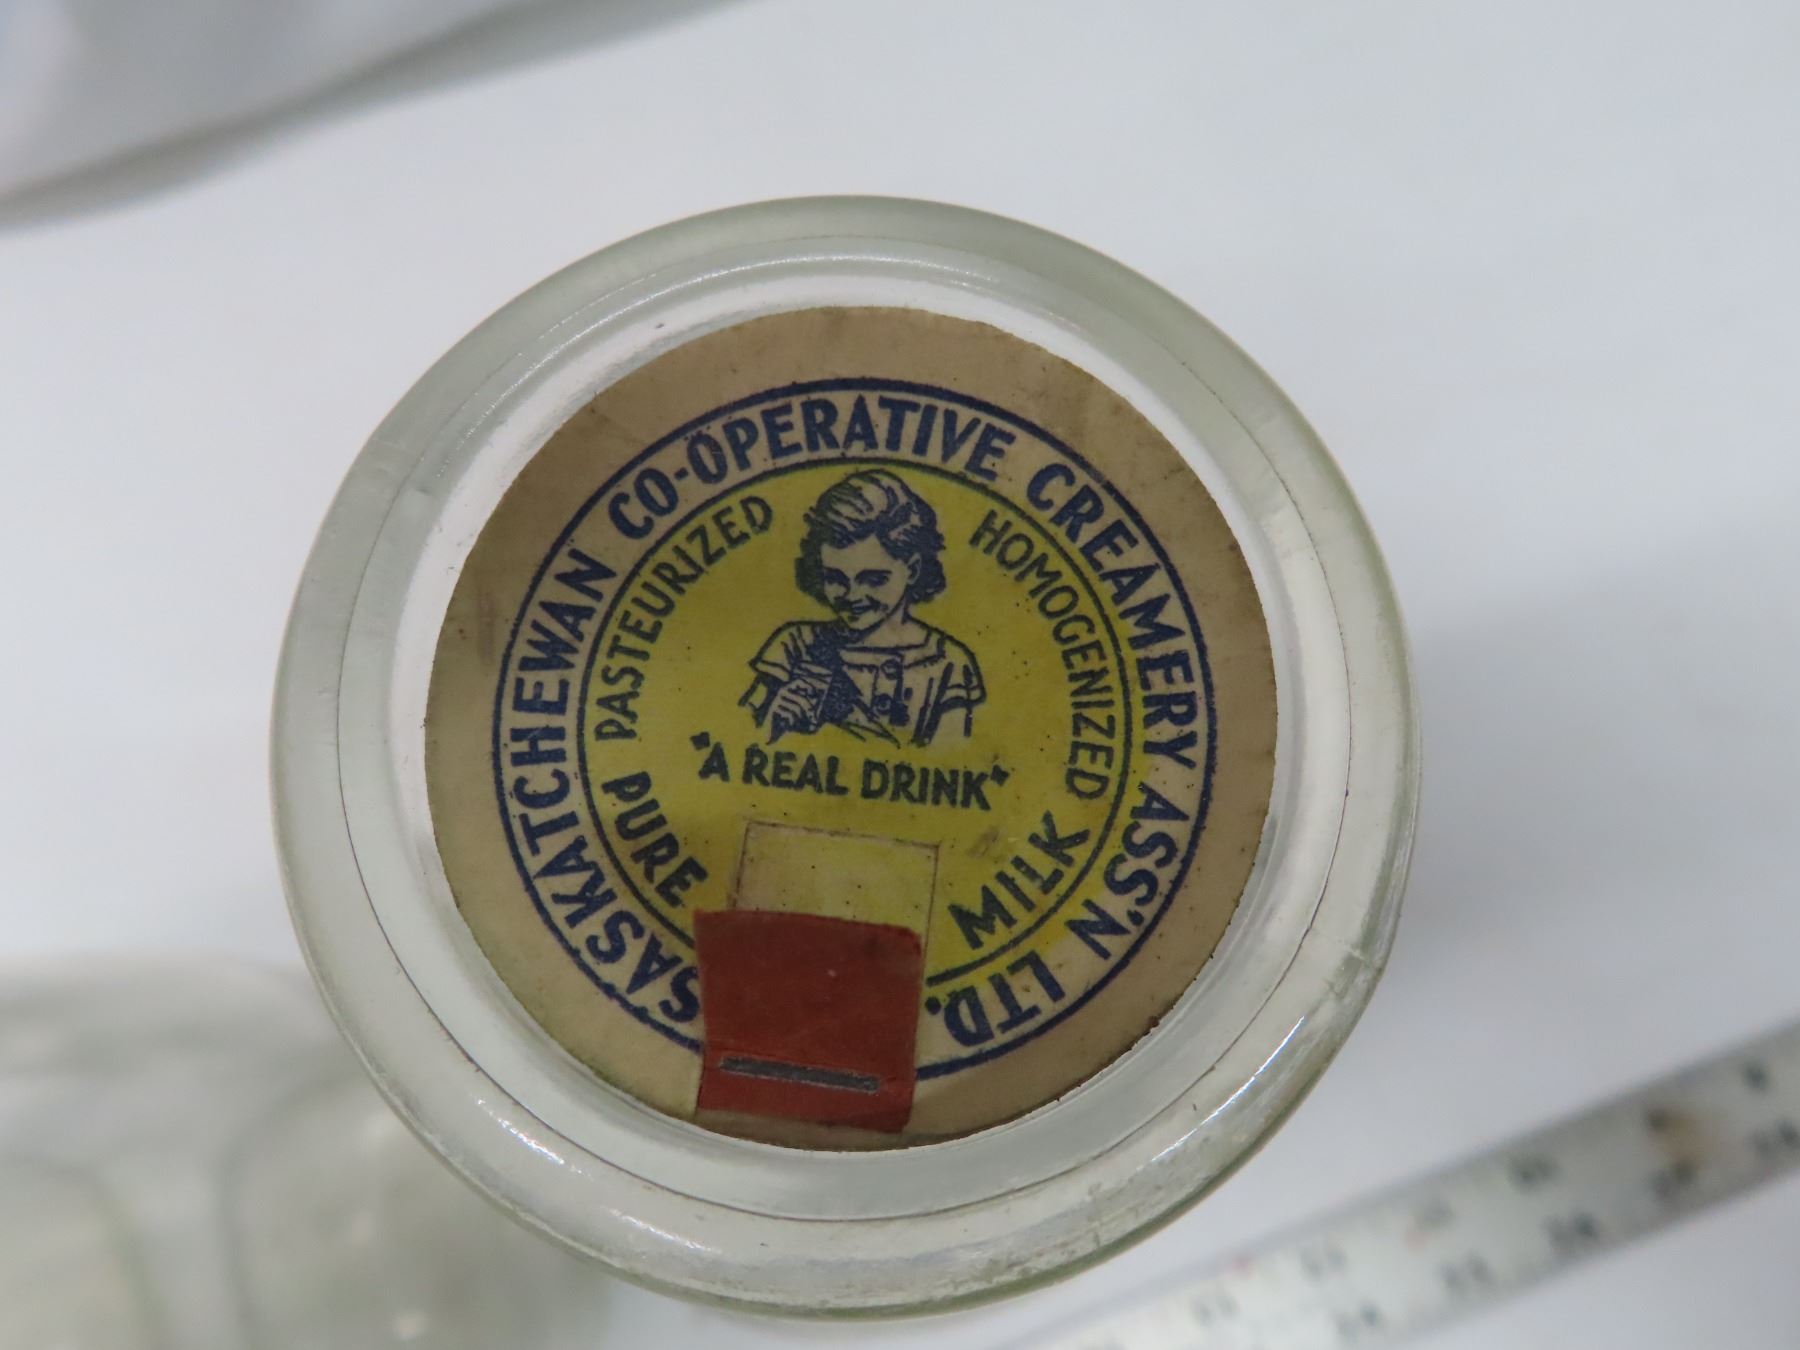 SASKATCHEWAN CO-OPERATIVE CREAMERY ASS'N LTD.
PURE PASTEURIZED
HOMOGENIZED MILK
"A REAL DRINK"